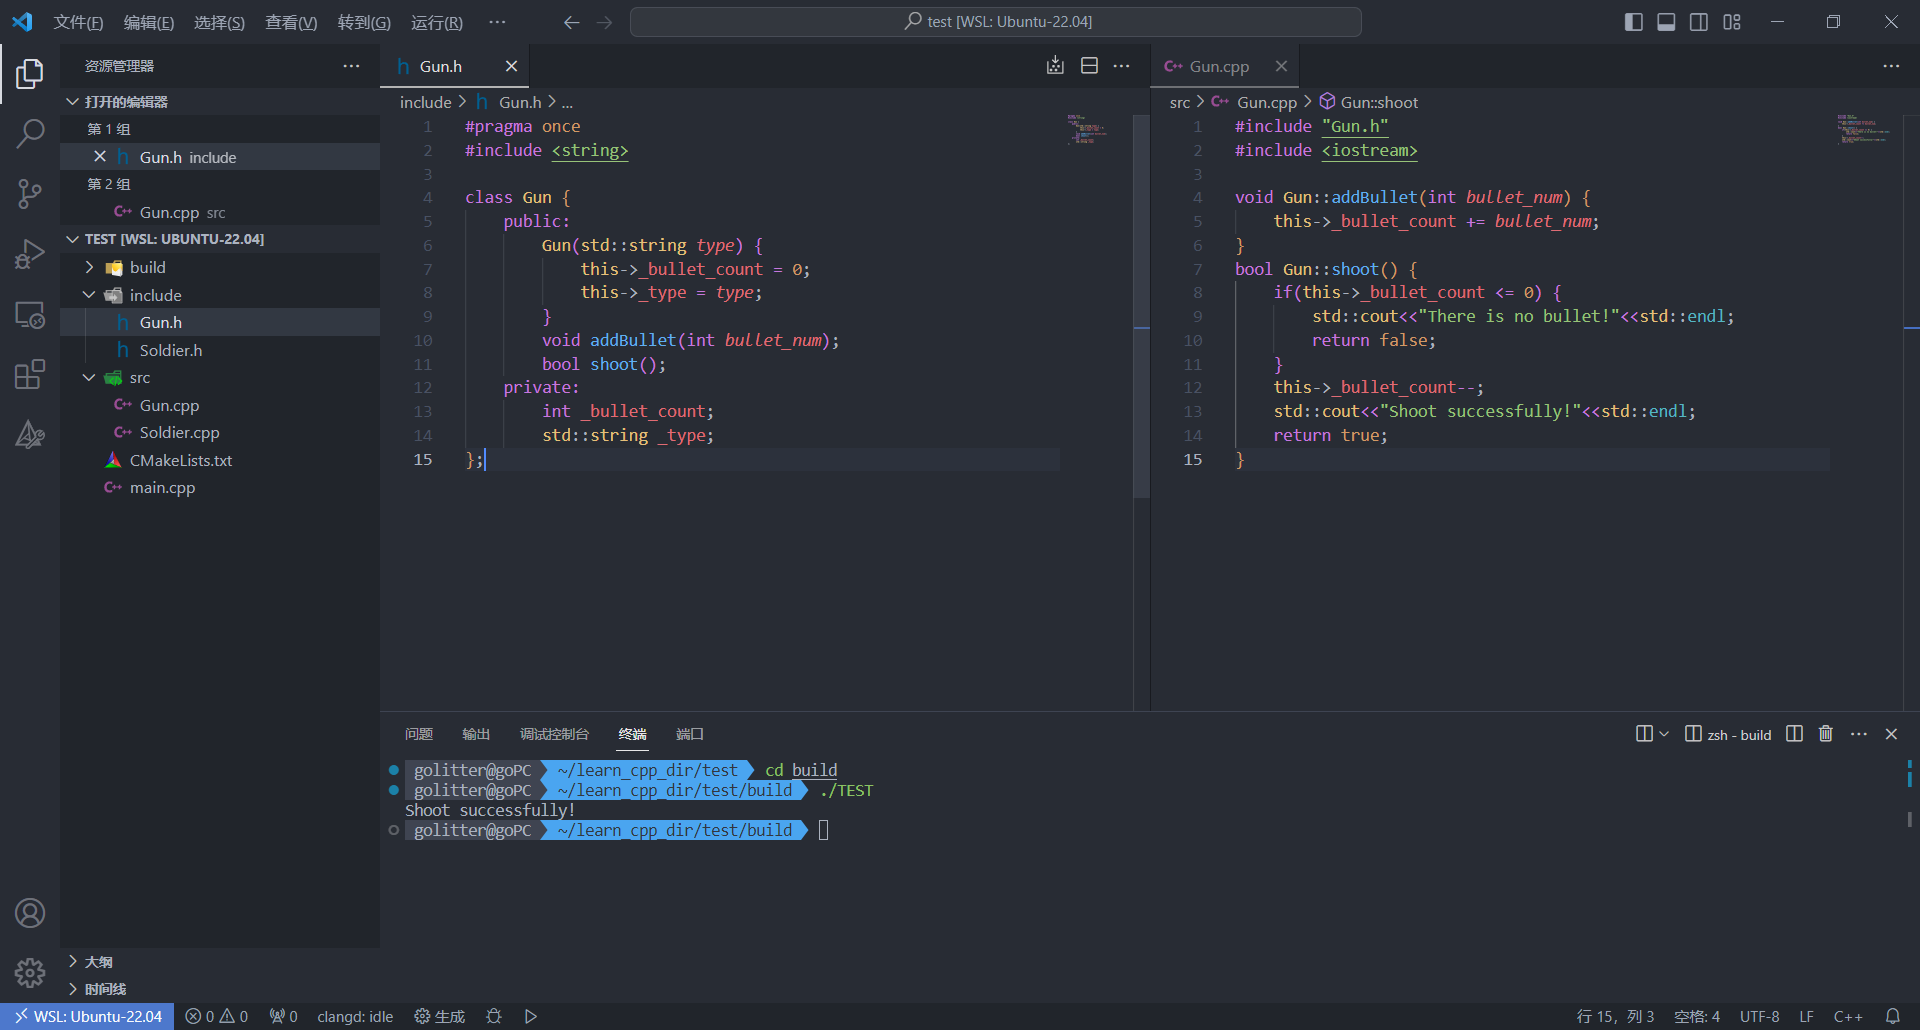 文件(F) 编辑(E) 选择(S) 查看(V) 转到(G) 运行(R) ··· test [WSL: Ubuntu-22.04]
资源管理器 ···
打开的编辑器
第 1 组
Gun.h include
第 2 组
Gun.cpp src
TEST [WSL: UBUNTU-22.04]
build
include
Gun.h
Soldier.h
src
Gun.cpp
Soldier.cpp
CMakeLists.txt
main.cpp
大纲
时间线
Gun.h
include > Gun.h > ...
1 #pragma once
2 #include <string>
3
4 class Gun {
5 public:
6 Gun(std::string type) {
7 this->_bullet_count = 0;
8 this->_type = type;
9 }
10 void addBullet(int bullet_num);
11 bool shoot();
12 private:
13 int _bullet_count;
14 std::string _type;
15 };
Gun.cpp
src > Gun.cpp > Gun::shoot
1 #include "Gun.h"
2 #include <iostream>
3
4 void Gun::addBullet(int bullet_num) {
5 this->_bullet_count += bullet_num;
6 }
7 bool Gun::shoot() {
8 if(this->_bullet_count <= 0) {
9 std::cout<<"There is no bullet!"<<std::endl;
10 return false;
11 }
12 this->_bullet_count--;
13 std::cout<<"Shoot successfully!"<<std::endl;
14 return true;
15 }
问题 输出 调试控制台 终端 端口 zsh - build
golitter@goPC ~/learn_cpp_dir/test cd build
golitter@goPC ~/learn_cpp_dir/test/build ./TEST
Shoot successfully!
golitter@goPC ~/learn_cpp_dir/test/build
WSL: Ubuntu-22.04 0 0 0 clangd: idle 生成 行 15，列 3 空格: 4 UTF-8 LF C++